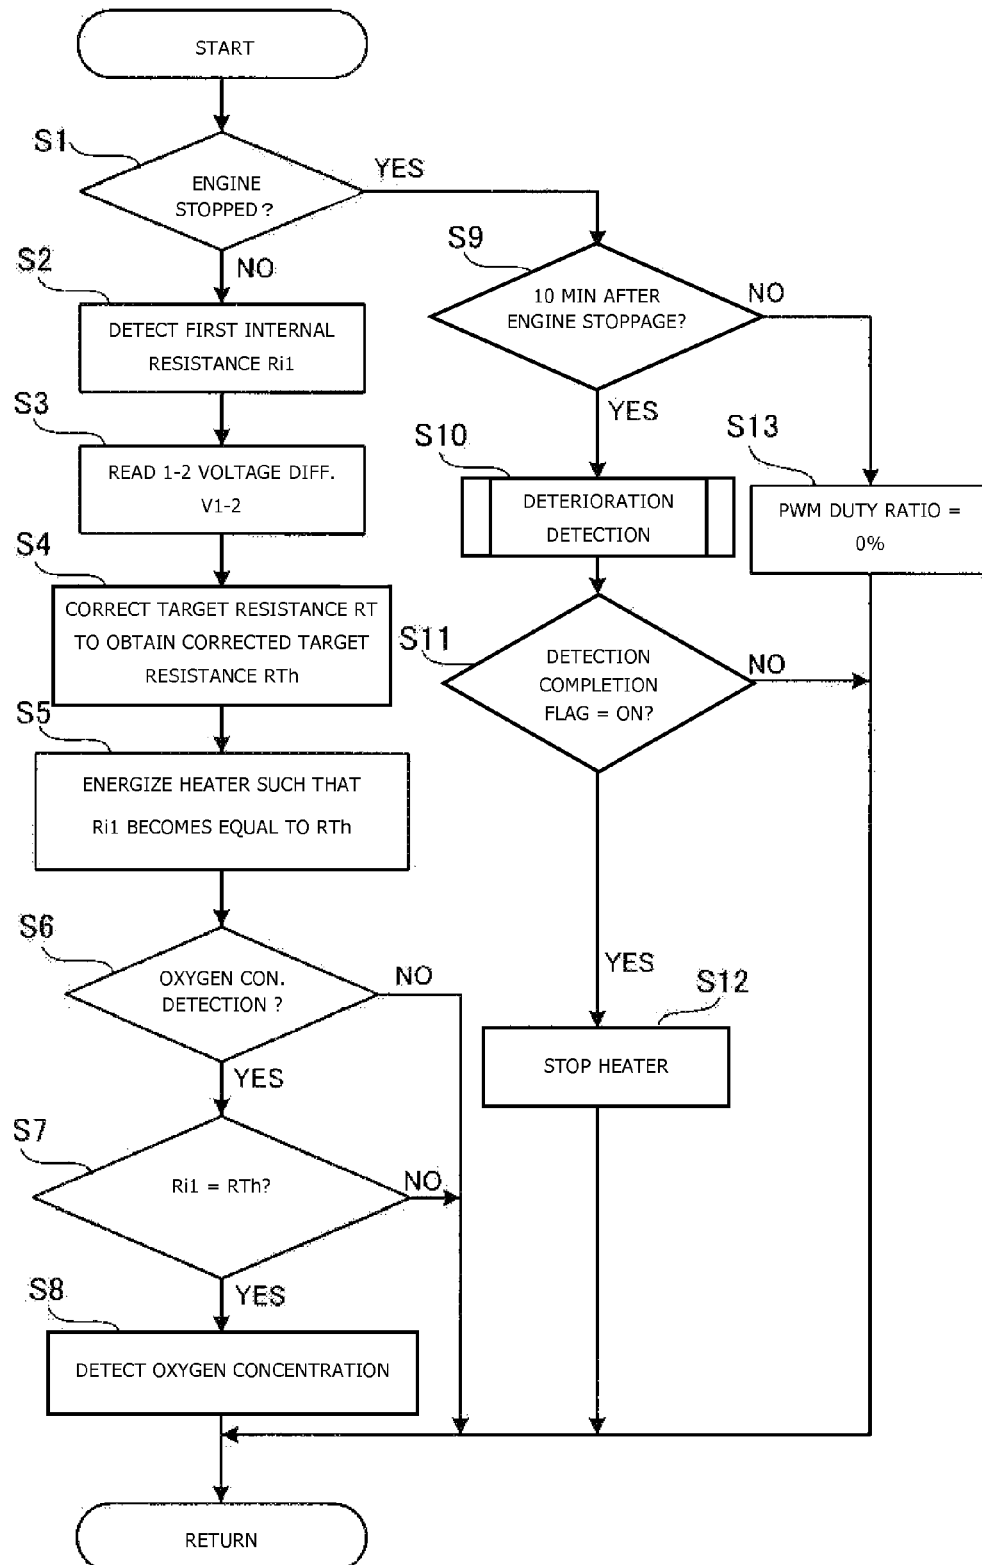 START
S1
ENGINE
STOPPED?
YES
NO
S2
DETECT FIRST INTERNAL
RESISTANCE Ri1
S3
READ 1-2 VOLTAGE DIFF.
V1-2
S4
CORRECT TARGET RESISTANCE RT
TO OBTAIN CORRECTED TARGET
RESISTANCE RTh
S5
ENERGIZE HEATER SUCH THAT
Ri1 BECOMES EQUAL TO RTh
S6
OXYGEN CON.
DETECTION ?
NO
YES
S7
Ri1 = RTh?
NO
YES
S8
DETECT OXYGEN CONCENTRATION
RETURN
S9
10 MIN AFTER
ENGINE STOPPAGE?
NO
YES
S10
DETERIORATION
DETECTION
S11
DETECTION
COMPLETION
FLAG = ON?
NO
YES
S12
STOP HEATER
S13
PWM DUTY RATIO =
0%